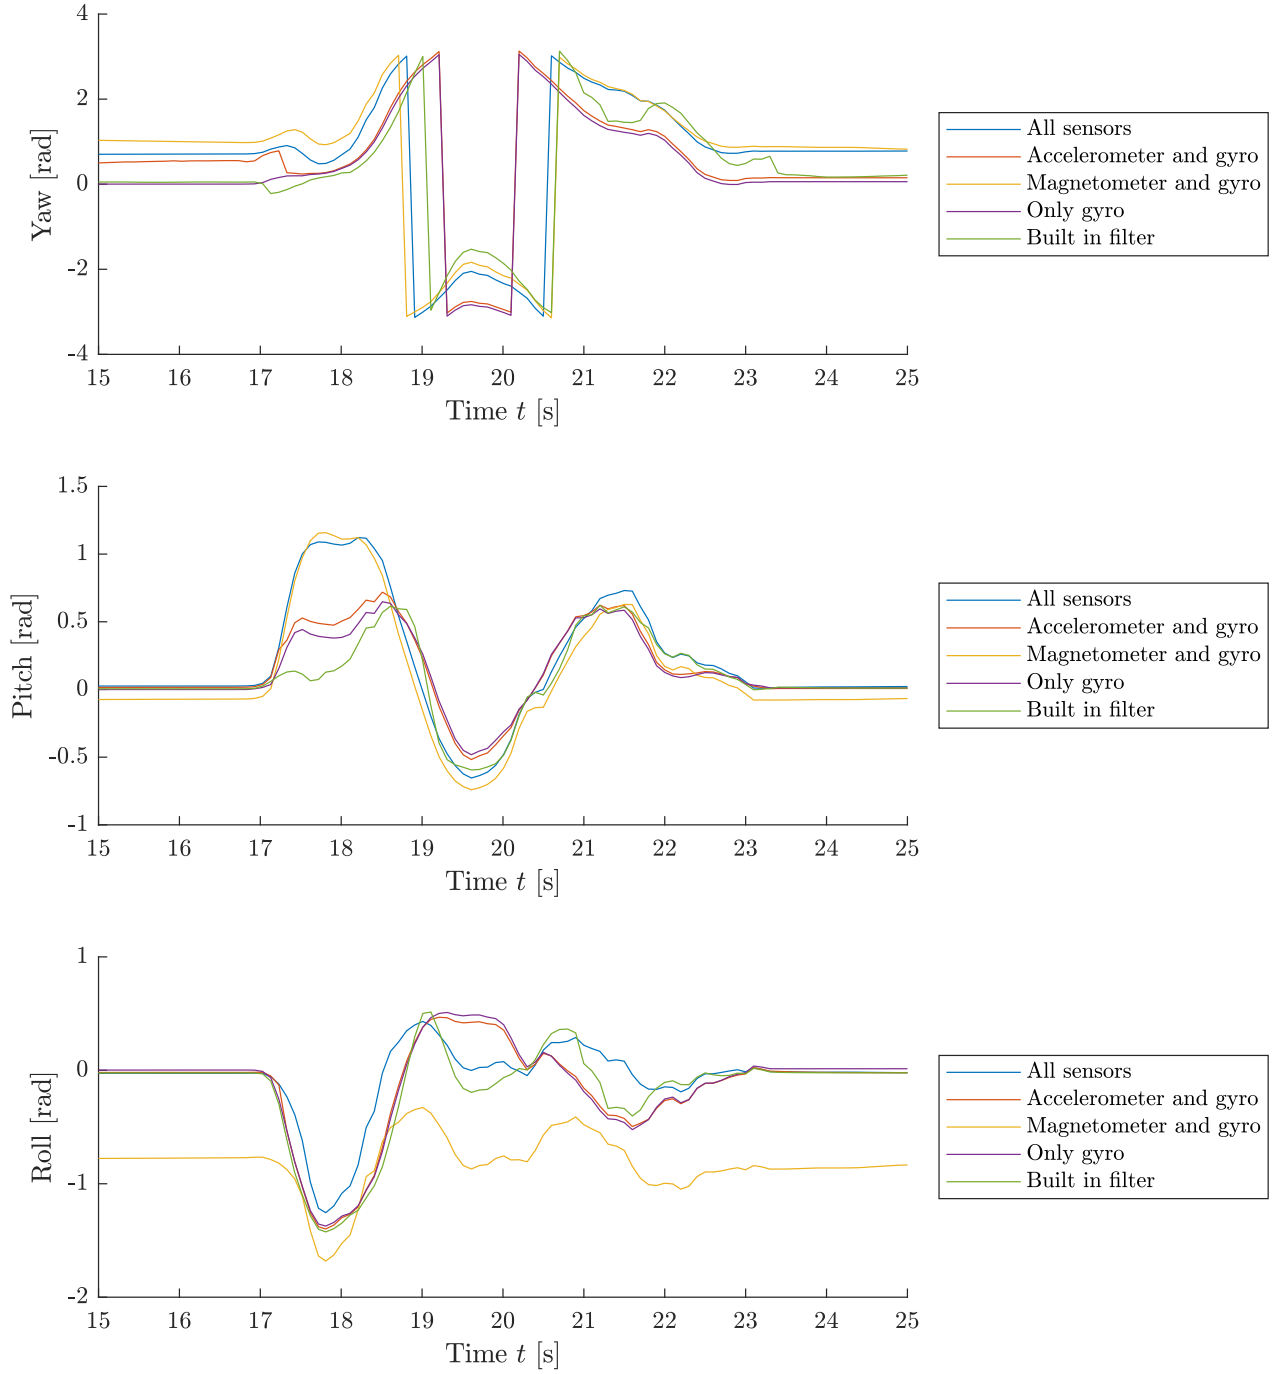 4
2
0
-2
-4
Yaw [rad]
15 16 17 18 19 20 21 22 23 24 25
Time t [s]
All sensors
Accelerometer and gyro
Magnetometer and gyro
Only gyro
Built in filter
1.5
1
0.5
0
-0.5
-1
Pitch [rad]
15 16 17 18 19 20 21 22 23 24 25
Time t [s]
All sensors
Accelerometer and gyro
Magnetometer and gyro
Only gyro
Built in filter
1
0
-1
-2
Roll [rad]
15 16 17 18 19 20 21 22 23 24 25
Time t [s]
All sensors
Accelerometer and gyro
Magnetometer and gyro
Only gyro
Built in filter